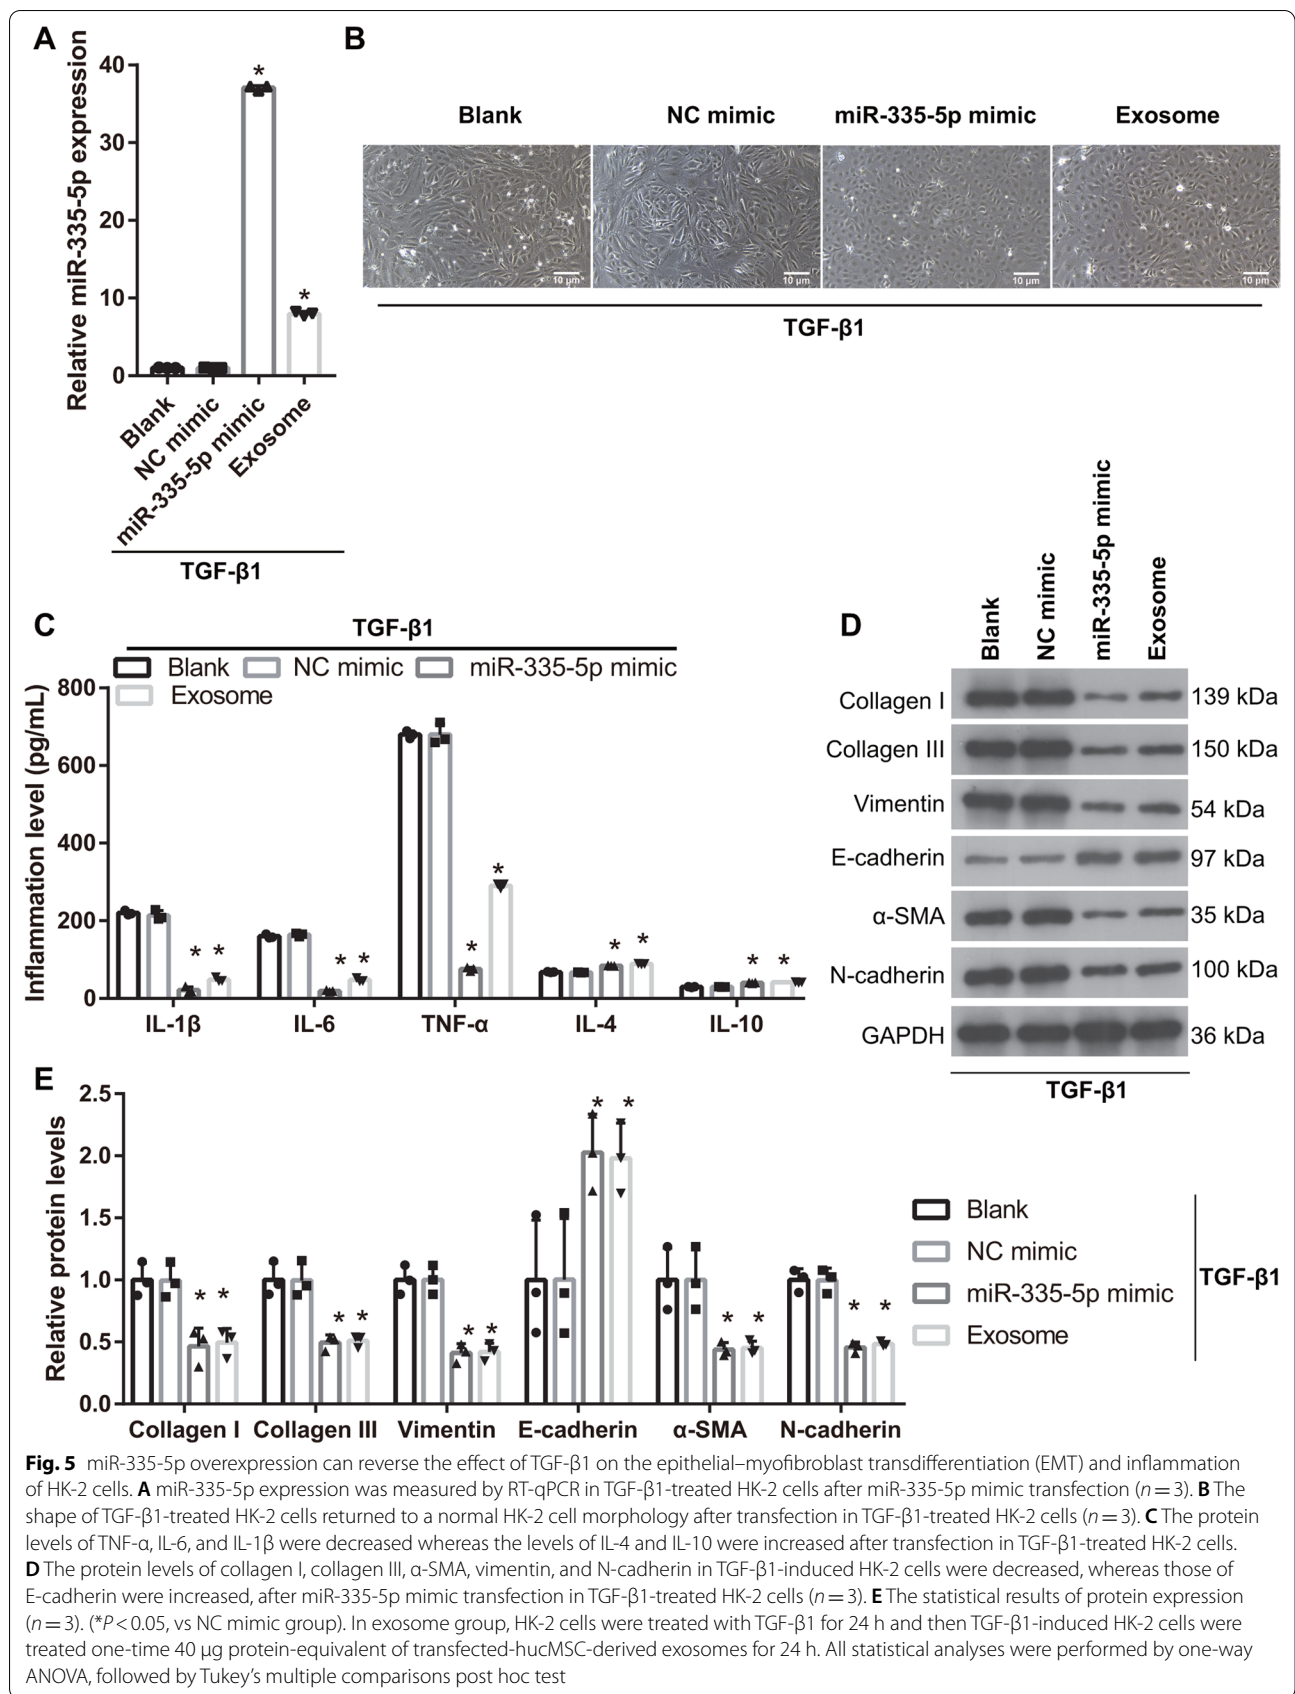 A
Relative miR-335-5p expression
40
30
20
10
0
*
*
Blank
NC mimic
miR-335-5p mimic
Exosome
TGF-β1
B
Blank NC mimic miR-335-5p mimic Exosome
10 µm 10 µm 10 µm 10 µm
TGF-β1
C
TGF-β1
Blank NC mimic miR-335-5p mimic
Exosome
Inflammation level (pg/mL)
800
600
400
200
0
* * * * * * * * * *
IL-1β IL-6 TNF-α IL-4 IL-10
D
Blank
NC mimic
miR-335-5p mimic
Exosome
Collagen I 139 kDa
Collagen III 150 kDa
Vimentin 54 kDa
E-cadherin 97 kDa
α-SMA 35 kDa
N-cadherin 100 kDa
GAPDH 36 kDa
TGF-β1
E
Relative protein levels
2.5
2.0
1.5
1.0
0.5
0.0
* * * * * * * * * * * *
Collagen I Collagen III Vimentin E-cadherin α-SMA N-cadherin
Blank
NC mimic
miR-335-5p mimic
Exosome
TGF-β1
Fig. 5 miR-335-5p overexpression can reverse the effect of TGF-β1 on the epithelial–myofibroblast transdifferentiation (EMT) and inflammation
of HK-2 cells. A miR-335-5p expression was measured by RT-qPCR in TGF-β1-treated HK-2 cells after miR-335-5p mimic transfection (n = 3). B The
shape of TGF-β1-treated HK-2 cells returned to a normal HK-2 cell morphology after transfection in TGF-β1-treated HK-2 cells (n = 3). C The protein
levels of TNF-α, IL-6, and IL-1β were decreased whereas the levels of IL-4 and IL-10 were increased after transfection in TGF-β1-treated HK-2 cells.
D The protein levels of collagen I, collagen III, α-SMA, vimentin, and N-cadherin in TGF-β1-induced HK-2 cells were decreased, whereas those of
E-cadherin were increased, after miR-335-5p mimic transfection in TGF-β1-treated HK-2 cells (n = 3). E The statistical results of protein expression
(n = 3). (*P < 0.05, vs NC mimic group). In exosome group, HK-2 cells were treated with TGF-β1 for 24 h and then TGF-β1-induced HK-2 cells were
treated one-time 40 µg protein-equivalent of transfected-hucMSC-derived exosomes for 24 h. All statistical analyses were performed by one-way
ANOVA, followed by Tukey's multiple comparisons post hoc test